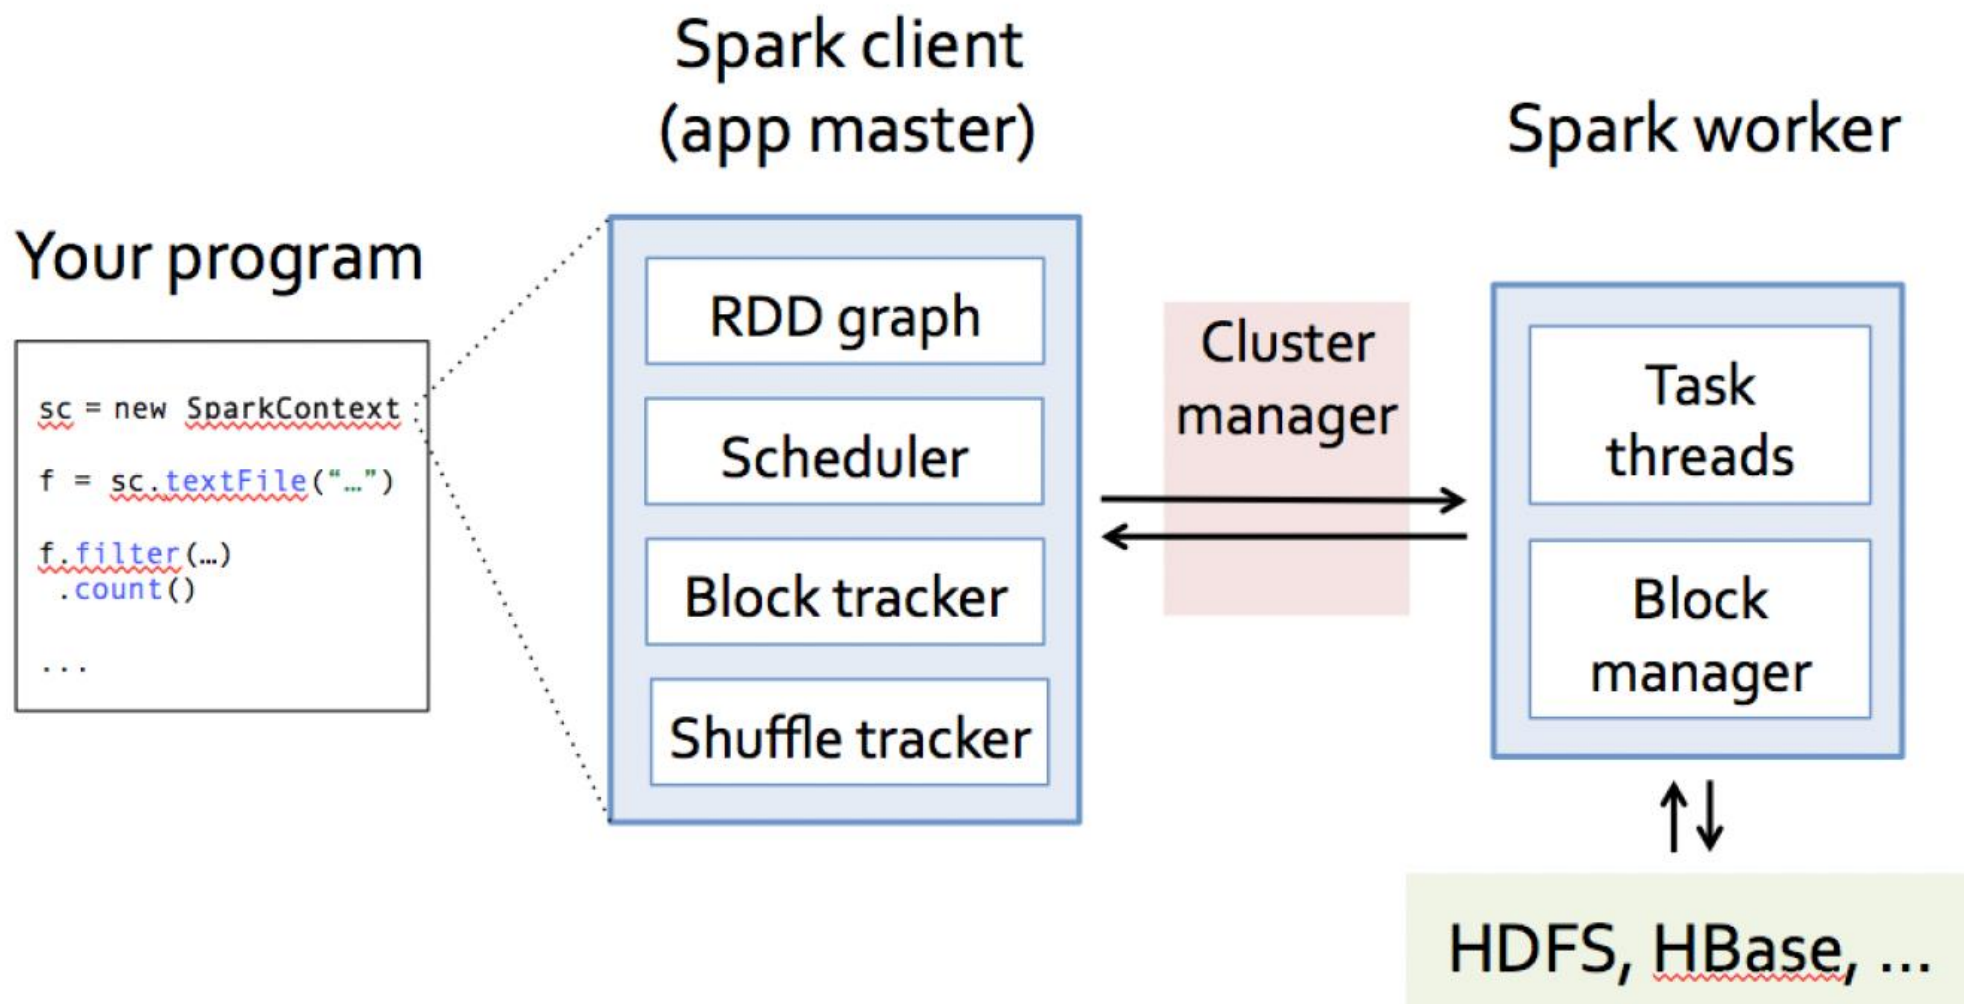 Your program
sc = new SparkContext
f = sc.textFile(“…”)
f.filter(…)
.count()
...
Spark client
(app master)
RDD graph
Scheduler
Block tracker
Shuffle tracker
Cluster
manager
Spark worker
Task
threads
Block
manager
HDFS, HBase, …